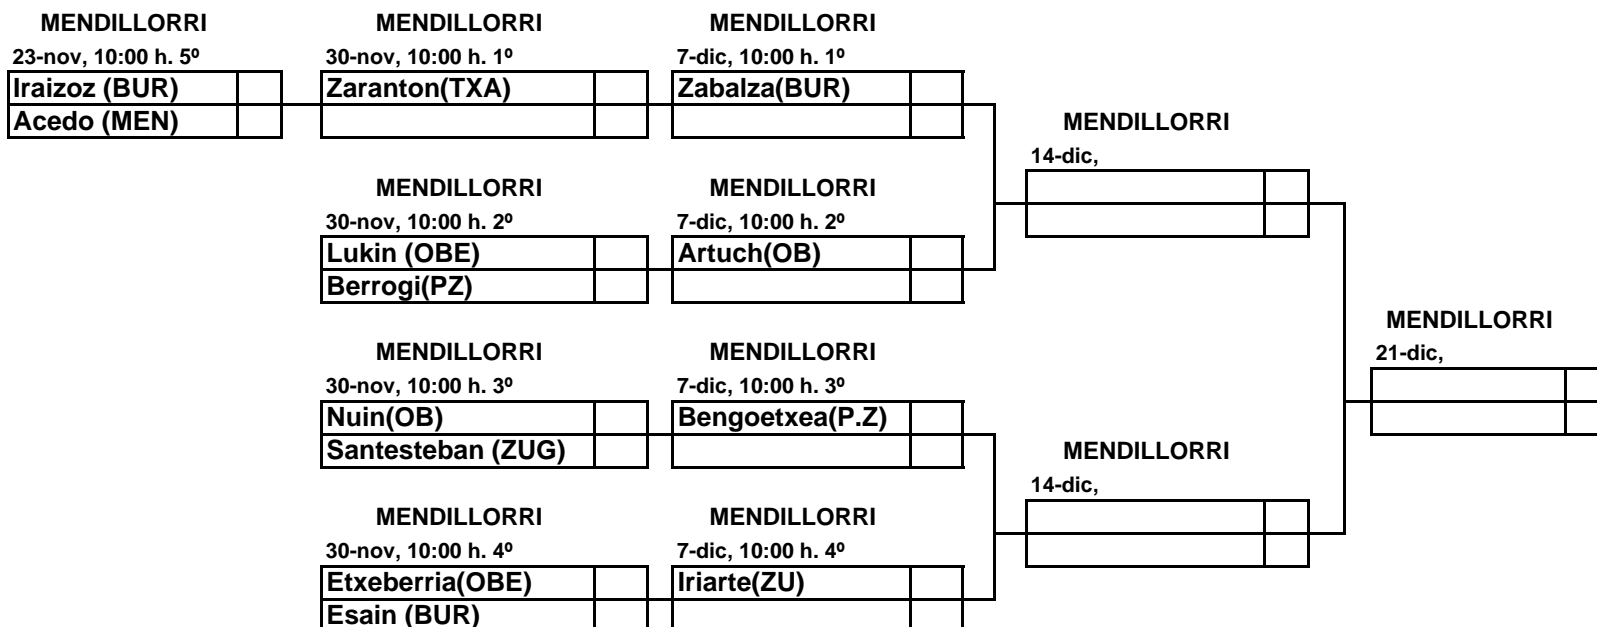 MENDILLORRI MENDILLORRI MENDILLORRI
23-nov, 10:00 h. 5º 30-nov, 10:00 h. 1º 7-dic, 10:00 h. 1º
Iraizoz (BUR) Zaranton(TXA) Zabalza(BUR)
Acedo (MEN) MENDILLORRI
14-dic,
MENDILLORRI MENDILLORRI
30-nov, 10:00 h. 2º 7-dic, 10:00 h. 2º
Lukin (OBE) Artuch(OB)
Berrogi(PZ)
MENDILLORRI
MENDILLORRI MENDILLORRI 21-dic,
30-nov, 10:00 h. 3º 7-dic, 10:00 h. 3º
Nuin(OB) Bengoetxea(P.Z)
Santesteban (ZUG) MENDILLORRI
14-dic,
MENDILLORRI MENDILLORRI
30-nov, 10:00 h. 4º 7-dic, 10:00 h. 4º
Etxeberria(OBE) Iriarte(ZU)
Esain (BUR)